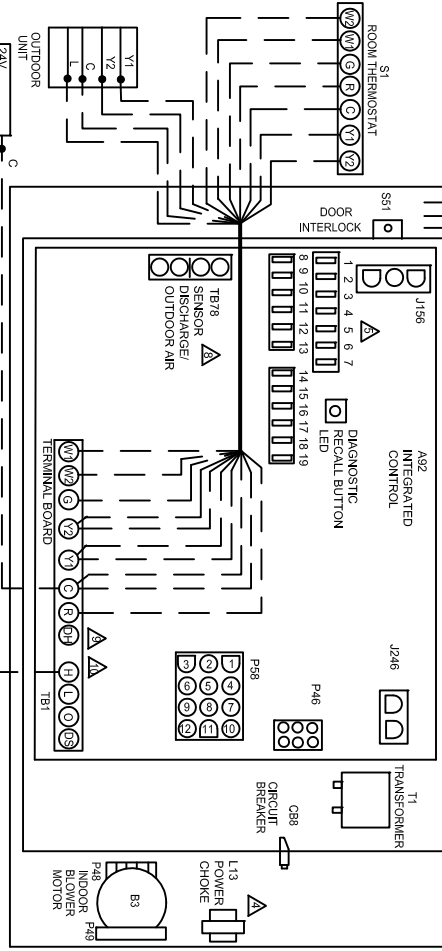 S1
ROOM THERMOSTAT
W2
W1
G
R
C
Y1
Y2
OUTDOOR
UNIT
L
C
Y2
Y1
24V
C
S51
DOOR
INTERLOCK
J156
1
2
3
4
5
6
7
5
8
9
10
11
12
13
14
15
16
17
18
19
DIAGNOSTIC
RECALL BUTTON
LED
A92
INTEGRATED
CONTROL
TB78
SENSOR
DISCHARGE/
OUTDOOR AIR
8
TERMINAL BOARD
W1
W2
G
Y2
Y1
C
R
DH
H
L
O
DS
TB1
9
10
P58
3
2
1
6
5
4
9
8
7
12
11
10
P46
J246
T1
TRANSFORMER
CB8
CIRCUIT
BREAKER
L13
POWER
CHOKE
4
P48
INDOOR
BLOWER
MOTOR
B3
P49